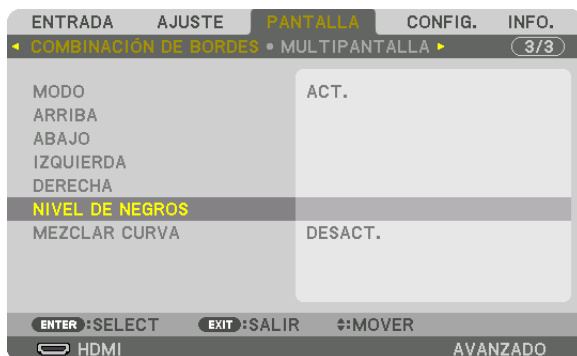 ENTRADA AJUSTE PANTALLA CONFIG. INFO.
COMBINACIÓN DE BORDES • MULTIPANTALLA 3/3
MODO ACT.
ARRIBA
ABAJO
IZQUIERDA
DERECHA
NIVEL DE NEGROS
MEZCLAR CURVA DESACT.
ENTER :SELECT EXIT :SALIR :MOVER
HDMI AVANZADO